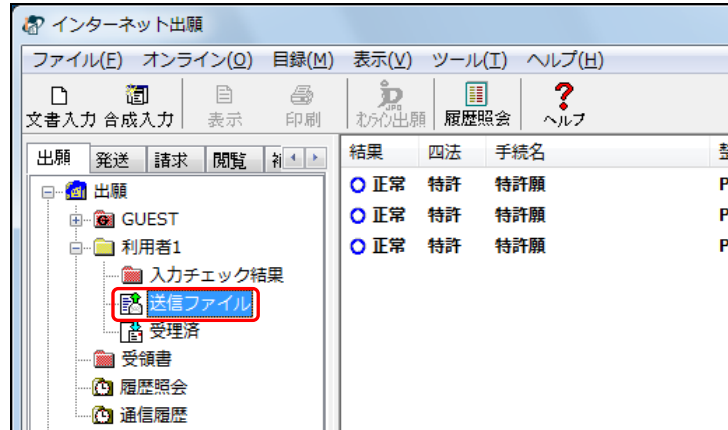 インターネット出願
ファイル(F) オンライン(O) 目録(M) 表示(V) ツール(T) ヘルプ(H)
文書入力 合成入力 表示 印刷 オンライン出願 履歴照会 ヘルプ
出願 発送 請求 閲覧
結果 四法 手続名
正常 特許 特許願
正常 特許 特許願
正常 特許 特許願
出願
GUEST
利用者1
入力チェック結果
送信ファイル
受理済
受領書
履歴照会
通信履歴